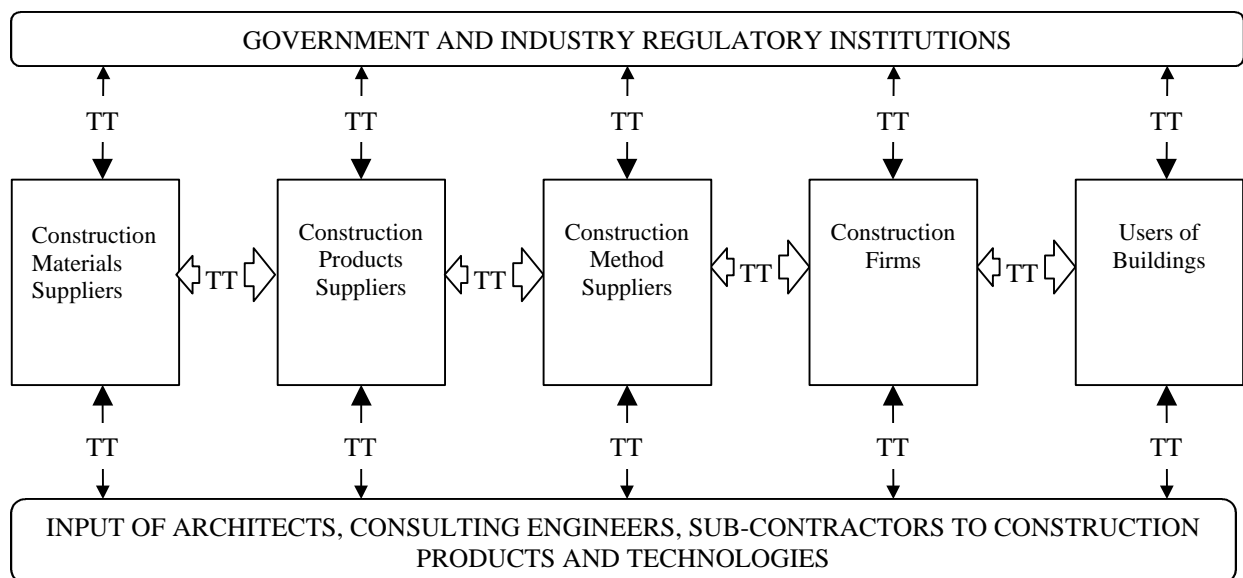 GOVERNMENT AND INDUSTRY REGULATORY INSTITUTIONS
TT TT TT TT TT
Construction
Materials
Suppliers
TT
Construction
Products
Suppliers
TT
Construction
Method
Suppliers
TT
Construction
Firms
TT
Users of
Buildings
TT TT TT TT TT
INPUT OF ARCHITECTS, CONSULTING ENGINEERS, SUB-CONTRACTORS TO CONSTRUCTION
PRODUCTS AND TECHNOLOGIES